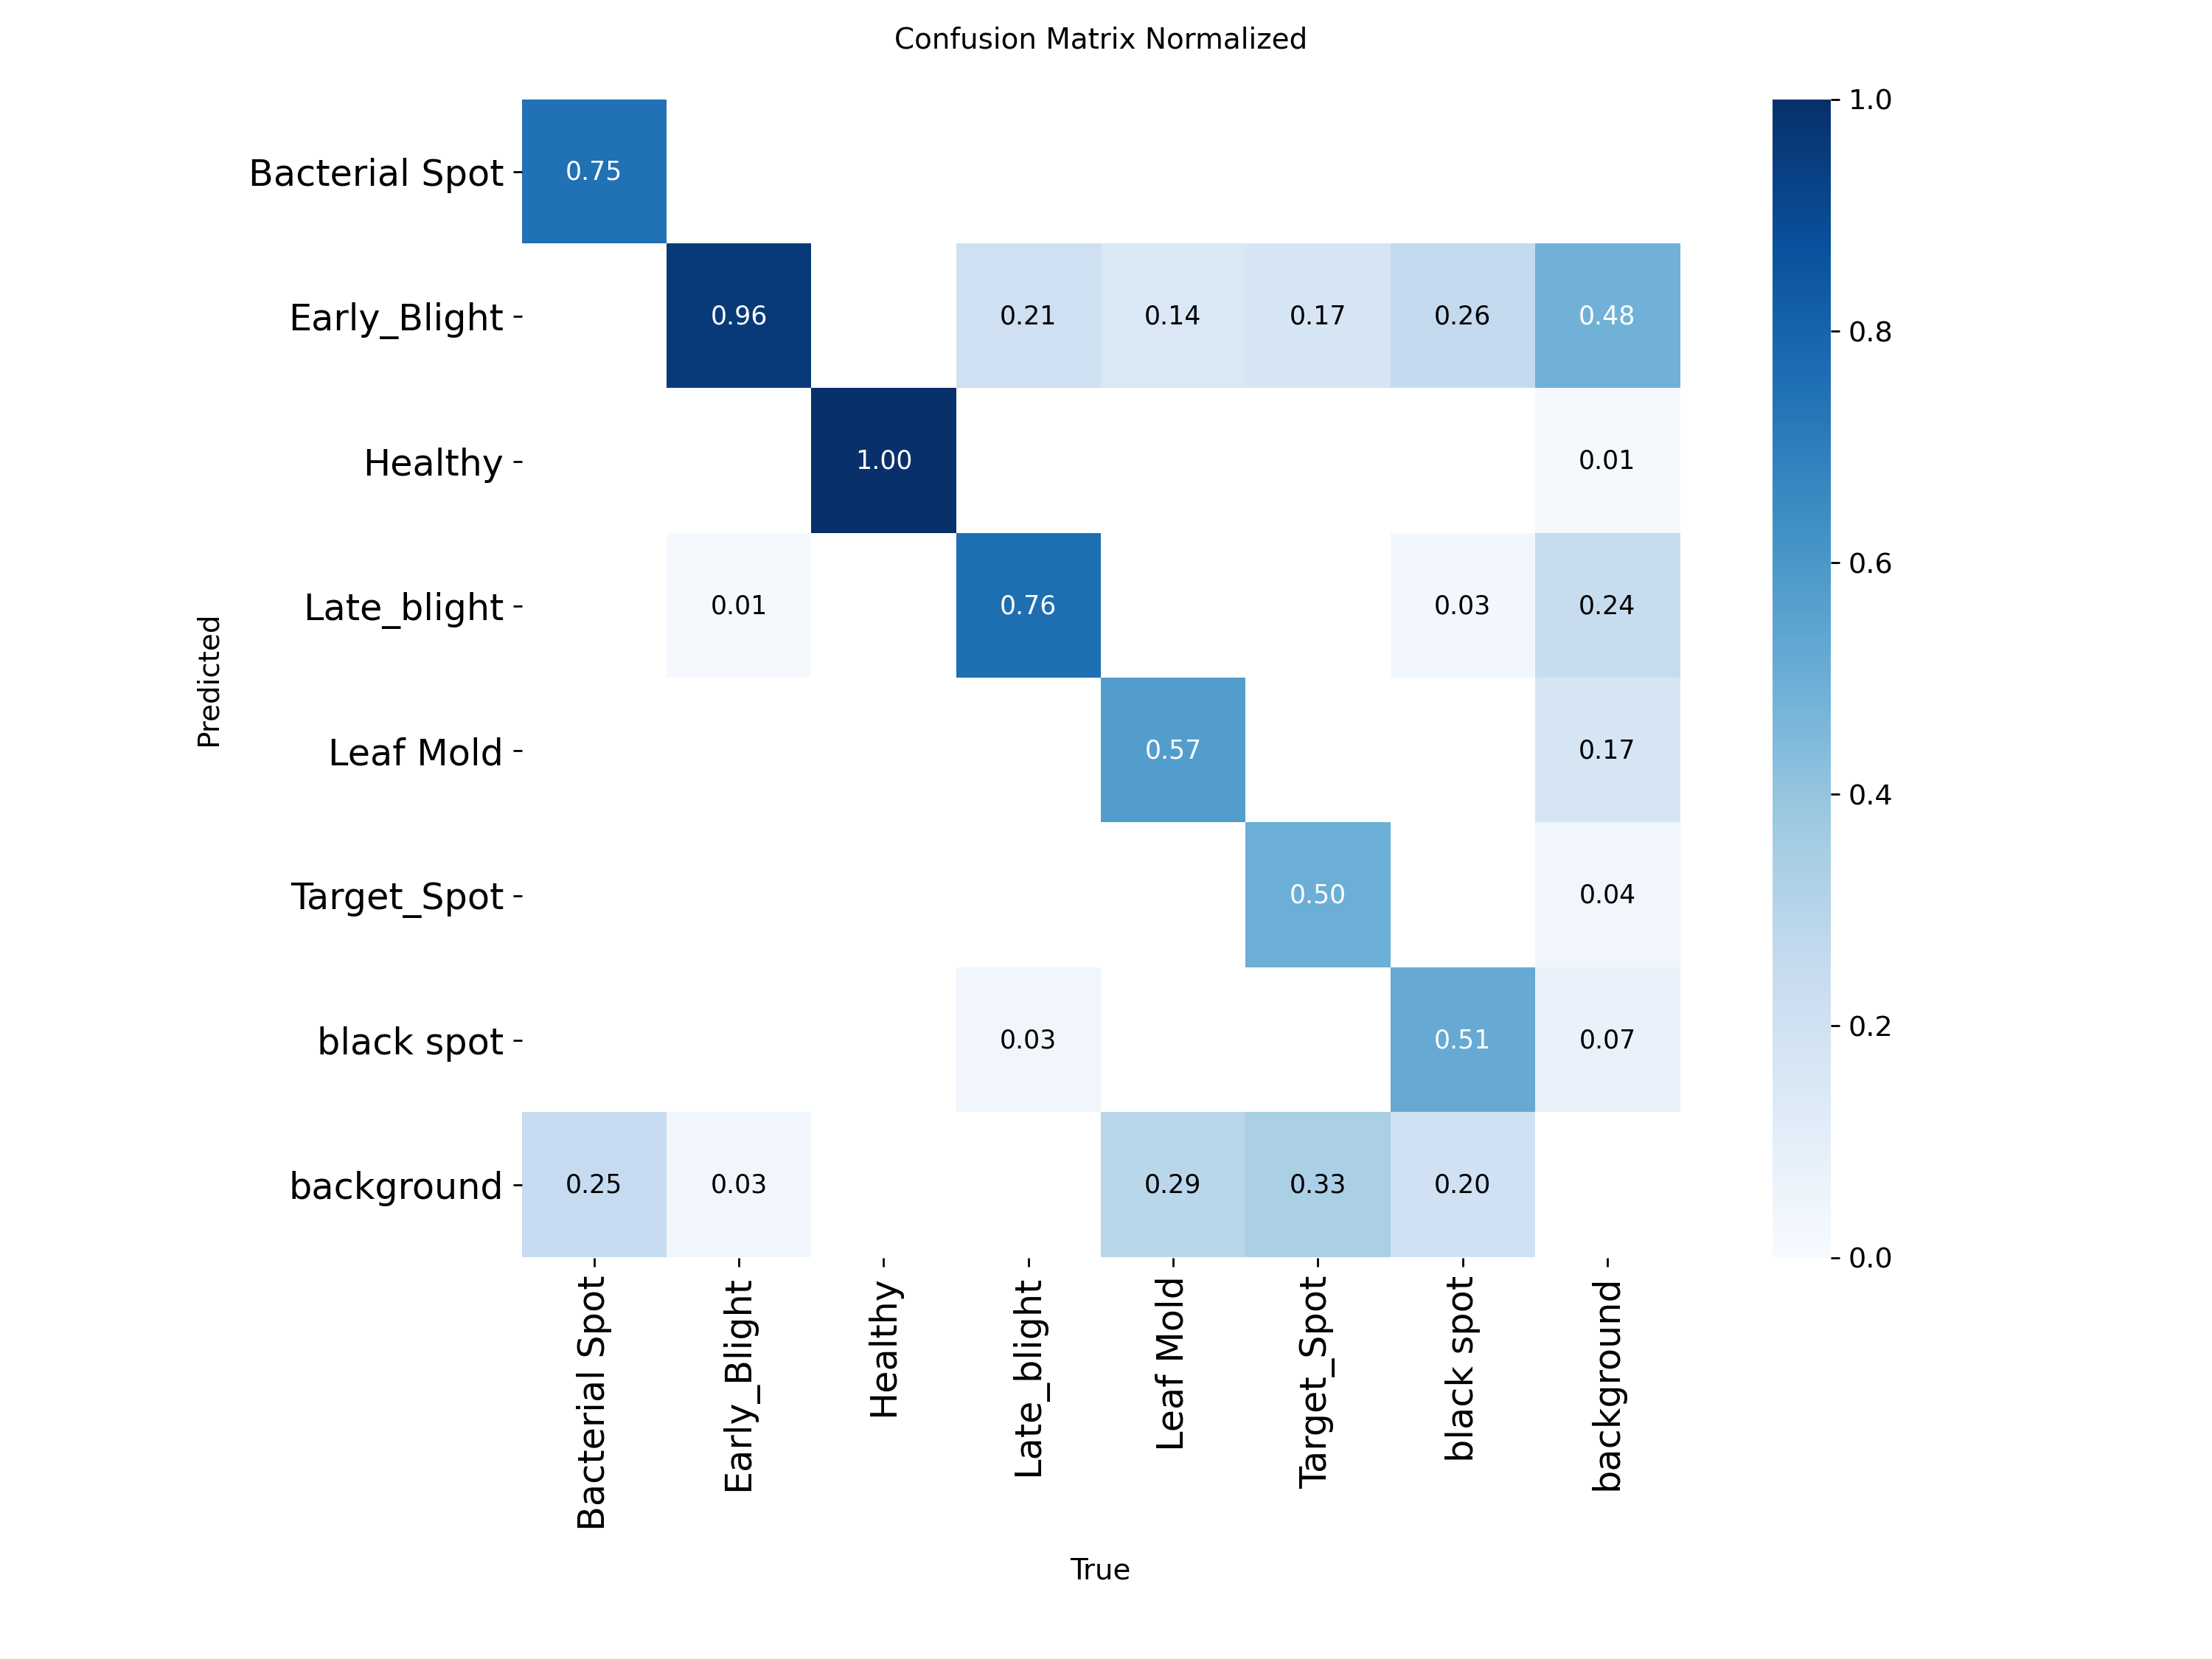 Confusion Matrix Normalized
Predicted
Bacterial Spot 0.75
Early_Blight 0.96 0.21 0.14 0.17 0.26 0.48
Healthy 1.00 0.01
Late_blight 0.01 0.76 0.03 0.24
Leaf Mold 0.57 0.17
Target_Spot 0.50 0.04
black spot 0.03 0.51 0.07
background 0.25 0.03 0.29 0.33 0.20
Bacterial Spot
Early_Blight
Healthy
Late_blight
Leaf Mold
Target_Spot
black spot
background
True
1.0
0.8
0.6
0.4
0.2
0.0